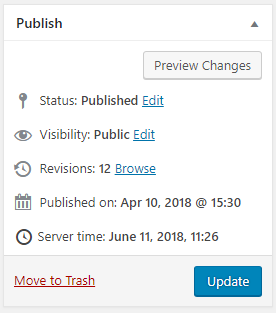 Publish
Preview Changes
Status: Published Edit
Visibility: Public Edit
Revisions: 12 Browse
Published on: Apr 10, 2018 @ 15:30
Server time: June 11, 2018, 11:26
Move to Trash
Update